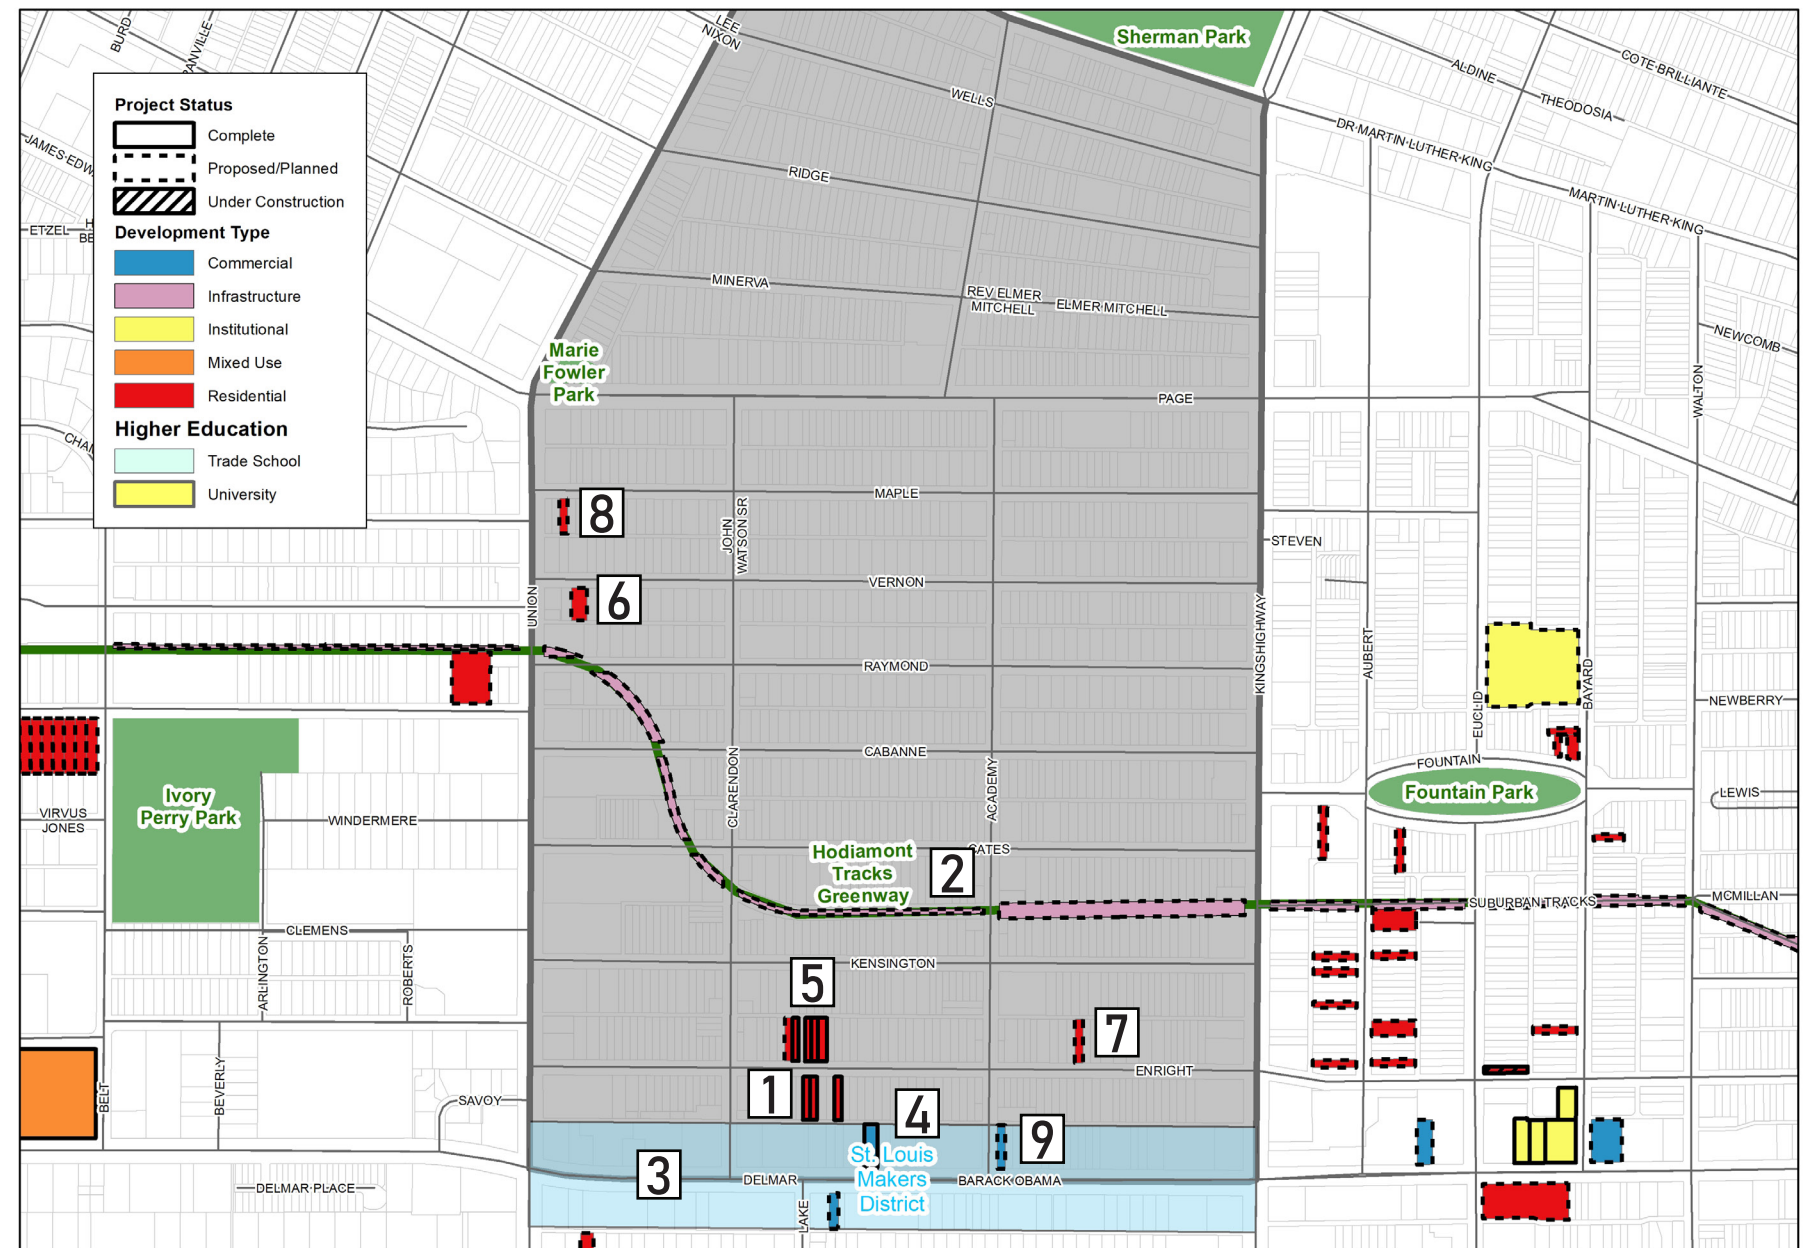 Project Status
Complete
Proposed/Planned
Under Construction
Development Type
Commercial
Infrastructure
Institutional
Mixed Use
Residential
Higher Education
Trade School
University
BURD
LEE
NIXON
Sherman Park
ALDINE
COTE BRILLIANTE
THEODOSIA
WELLS
DR MARTIN LUTHER KING
MARTIN LUTHER KING
RIDGE
ETZEL
MINERVA
REV ELMER
MITCHELL
ELMER MITCHELL
NEWCOMB
Marie
Fowler
Park
PAGE
WALTON
MAPLE
8
JOHN
WATSON SR
STEVEN
VERNON
6
UNION
KINGSHIGHWAY
AUBERT
RAYMOND
EUCLID
BAYARD
NEWBERRY
CABANNE
FOUNTAIN
CLARENDON
ACADEMY
Ivory
Perry Park
Fountain Park
LEWIS
VIRVUS
JONES
WINDERMERE
Hodiamont
Tracks
Greenway
2
CATES
SUBURBAN TRACKS
MCMILLAN
CLEMENS
ARLINGTON
ROBERTS
KENSINGTON
5
7
ENRIGHT
BELT
BEVERLY
SAVOY
1
4
9
St. Louis
Makers
District
3
DELMAR
BARACK OBAMA
DELMAR PLACE
LAKE